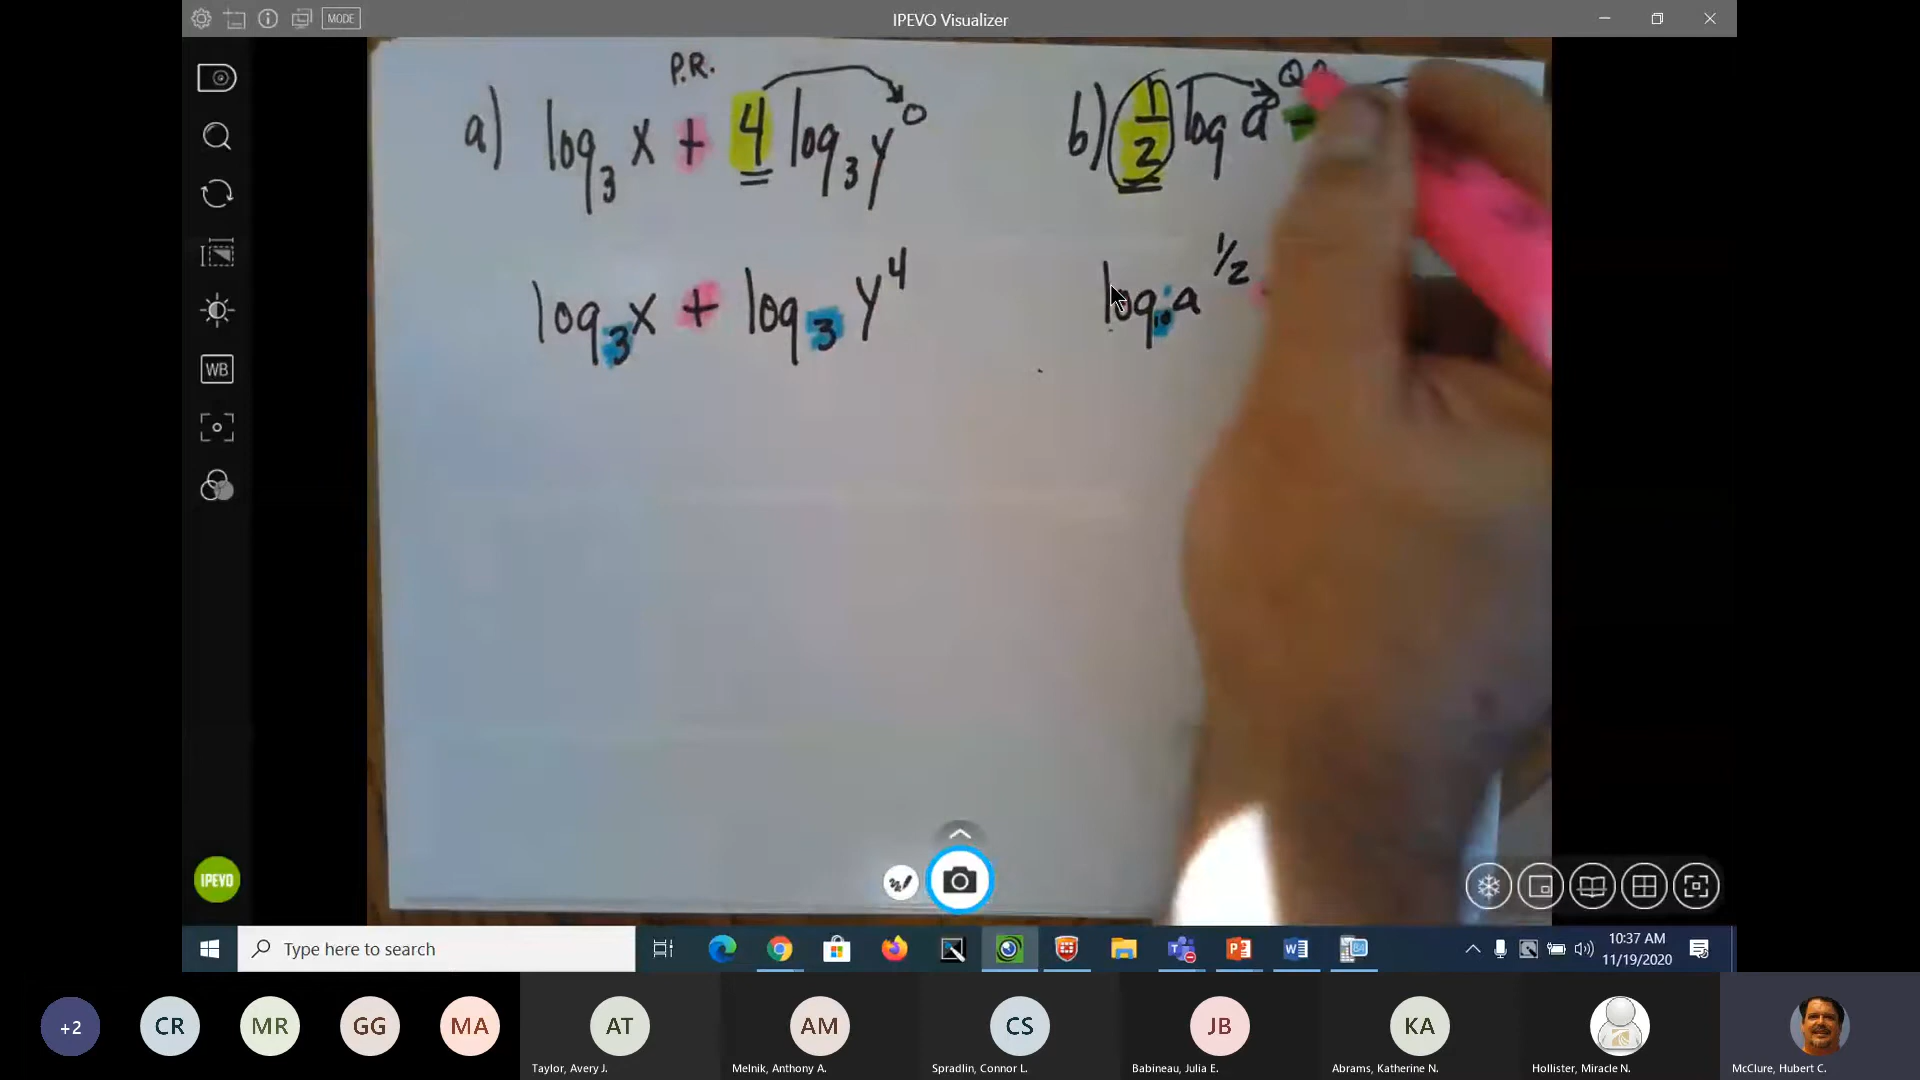 MODE
IPEVO Visualizer
P.R.
a) log₃ x + 4 log₃ y
b) 1/2 log a -
log₃ x + log₃ y⁴
log₁₀ a^1/2
WB
IPEVO
Type here to search
10:37 AM
11/19/2020
+2
CR
MR
GG
MA
AT
AM
CS
JB
KA
Taylor, Avery J.
Melnik, Anthony A.
Spradlin, Connor L.
Babineau, Julia E.
Abrams, Katherine N.
Hollister, Miracle N.
McClure, Hubert C.